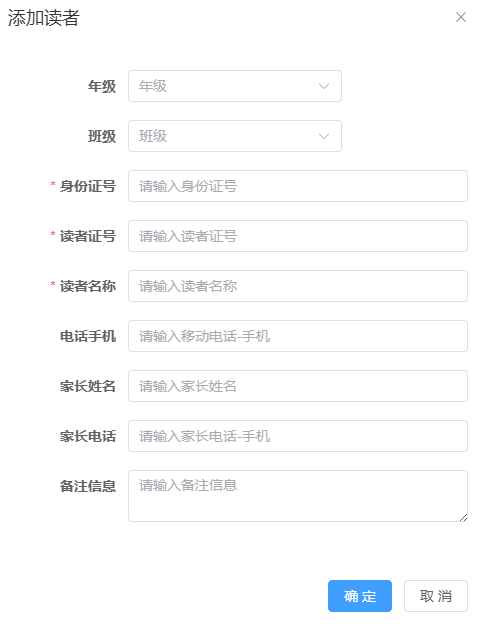 添加读者
年级 年级
班级 班级
* 身份证号 请输入身份证号
* 读者证号 请输入读者证号
* 读者名称 请输入读者名称
电话手机 请输入移动电话-手机
家长姓名 请输入家长姓名
家长电话 请输入家长电话-手机
备注信息 请输入备注信息
确 定 取 消